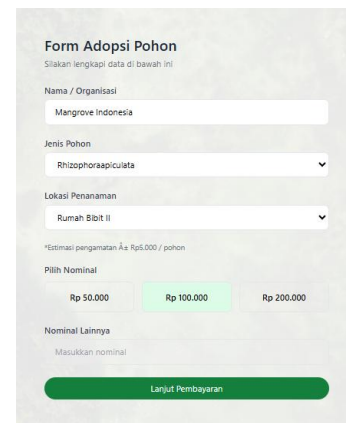 Form Adopsi Pohon
Silakan lengkapi data di bawah ini
Nama / Organisasi
Mangrove Indonesia
Jenis Pohon
Rhizophoraapiculata
Lokasi Penanaman
Rumah Bibit II
*Estimasi pengamatan Â± Rp5.000 / pohon
Pilih Nominal
Rp 50.000 Rp 100.000 Rp 200.000
Nominal Lainnya
Masukkan nominal
Lanjut Pembayaran